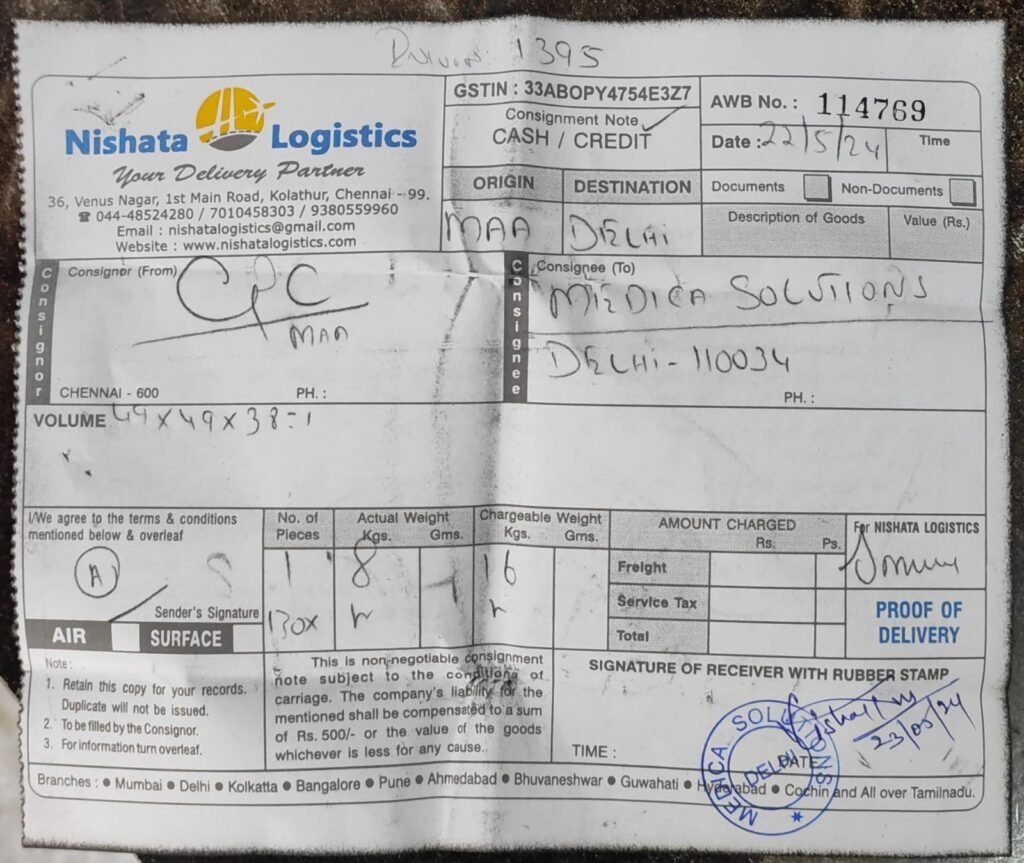 1395
Nishata Logistics
Your Delivery Partner
36, Venus Nagar, 1st Main Road, Kolathur, Chennai - 99.
☎ 044-48524280 / 7010458303 / 9380559960
Email : nishatalogistics@gmail.com
Website : www.nishatalogistics.com
GSTIN : 33ABOPY4754E3Z7
Consignment Note
CASH / CREDIT
AWB No. : 114769
Date : 22/5/24 Time
ORIGIN DESTINATION
MAA DELHI
Documents Non-Documents
Description of Goods Value (Rs.)
Consignor
Consignor (From)
CPC
MAA
CHENNAI - 600 PH. :
Consignee
Consignee (To)
MEDICA SOLUTIONS
DELHI - 110034
PH. :
VOLUME 49 x 49 x 38 = 1
I/We agree to the terms & conditions
mentioned below & overleaf
A
Sender's Signature
AIR SURFACE
No. of Pieces
1
BOX
Actual Weight
Kgs. Gms.
8
Chargeable Weight
Kgs. Gms.
16
AMOUNT CHARGED
Rs. Ps.
Freight
Service Tax
Total
For NISHATA LOGISTICS
PROOF OF
DELIVERY
Note :
1. Retain this copy for your records.
Duplicate will not be issued.
2. To be filled by the Consignor.
3. For information turn overleaf.
This is non-negotiable consignment
note subject to the conditions of
carriage. The company's liability for the
mentioned shall be compensated to a sum
of Rs. 500/- or the value of the goods
whichever is less for any cause.
SIGNATURE OF RECEIVER WITH RUBBER STAMP
23/05/24
TIME : DATE
MEDICA SOLUTIONS
DELHI
Branches : ● Mumbai ● Delhi ● Kolkatta ● Bangalore ● Pune ● Ahmedabad ● Bhuvaneshwar ● Guwahati ● Hyderabad ● Cochin and All over Tamilnadu.